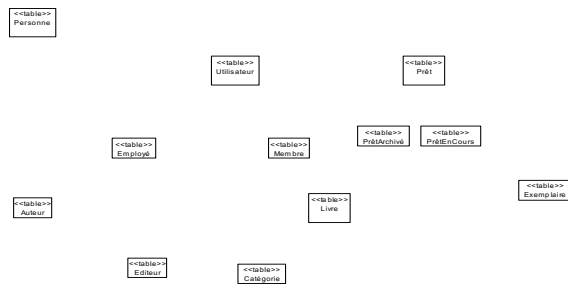 <<table>>
Personne
<<table>>
Utilisateur
<<table>>
Prêt
<<table>>
PrêtArchivé
<<table>>
PrêtEnCours
<<table>>
Employé
<<table>>
Membre
<<table>>
Exemplaire
<<table>>
Auteur
<<table>>
Livre
<<table>>
Editeur
<<table>>
Catégorie